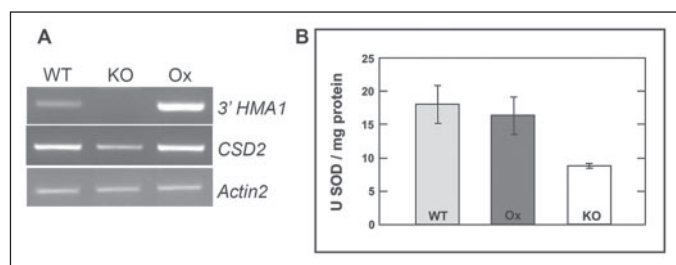 A
WT KO Ox
3' HMA1
CSD2
Actin2
B
U SOD / mg protein
25
20
15
10
5
0
WT Ox KO